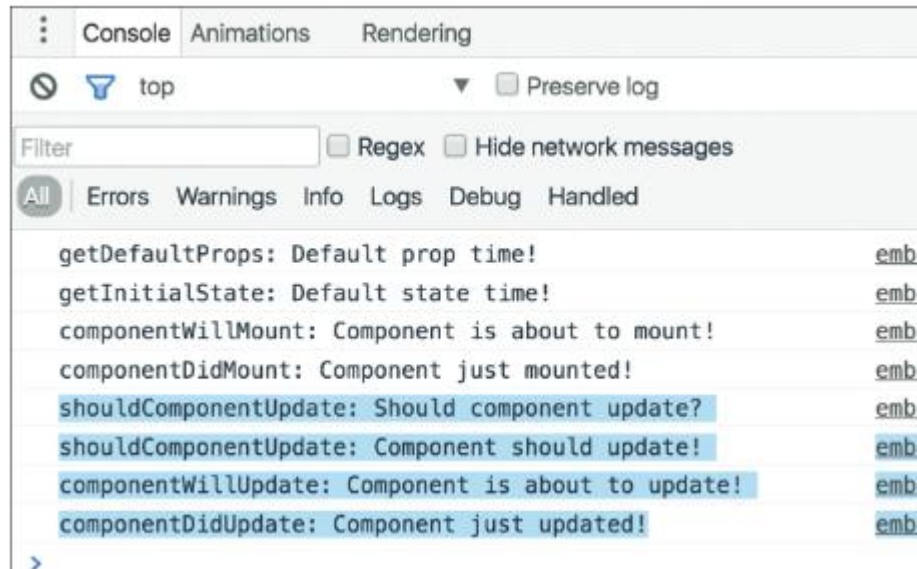 Console Animations Rendering
top Preserve log
Filter Regex Hide network messages
All Errors Warnings Info Logs Debug Handled
getDefaultProps: Default prop time! emb
getInitialState: Default state time! emb
componentWillMount: Component is about to mount! emb
componentDidMount: Component just mounted! emb
shouldComponentUpdate: Should component update? emb
shouldComponentUpdate: Component should update! emb
componentWillUpdate: Component is about to update! emb
componentDidUpdate: Component just updated! emb
>